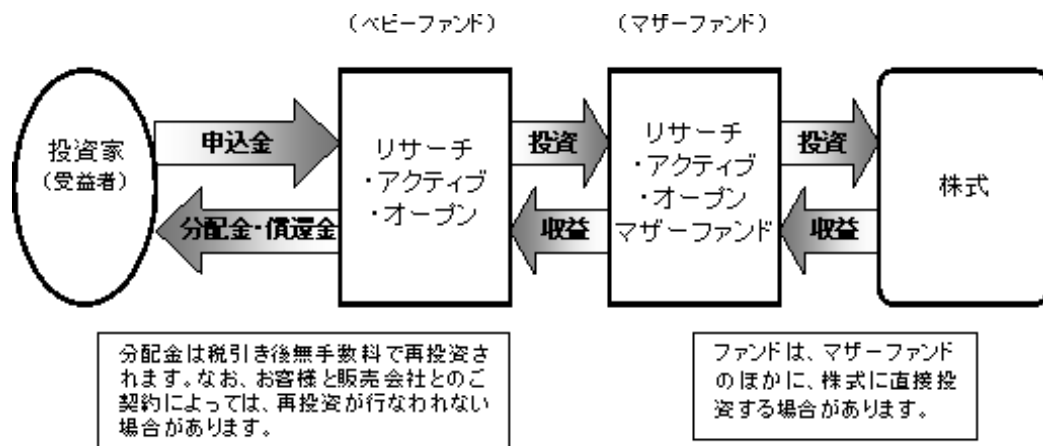 （ベビーファンド）
（マザーファンド）
投資家
（受益者）
申込金
分配金・償還金
リサーチ
・アクティブ
・オープン
投資
収益
リサーチ
・アクティブ
・オープン
マザーファンド
投資
収益
株式
分配金は税引き後無手数料で再投資さ
れます。なお、お客様と販売会社とのご
契約によっては、再投資が行なわれない
場合があります。
ファンドは、マザーファンド
のほかに、株式に直接投
資する場合があります。